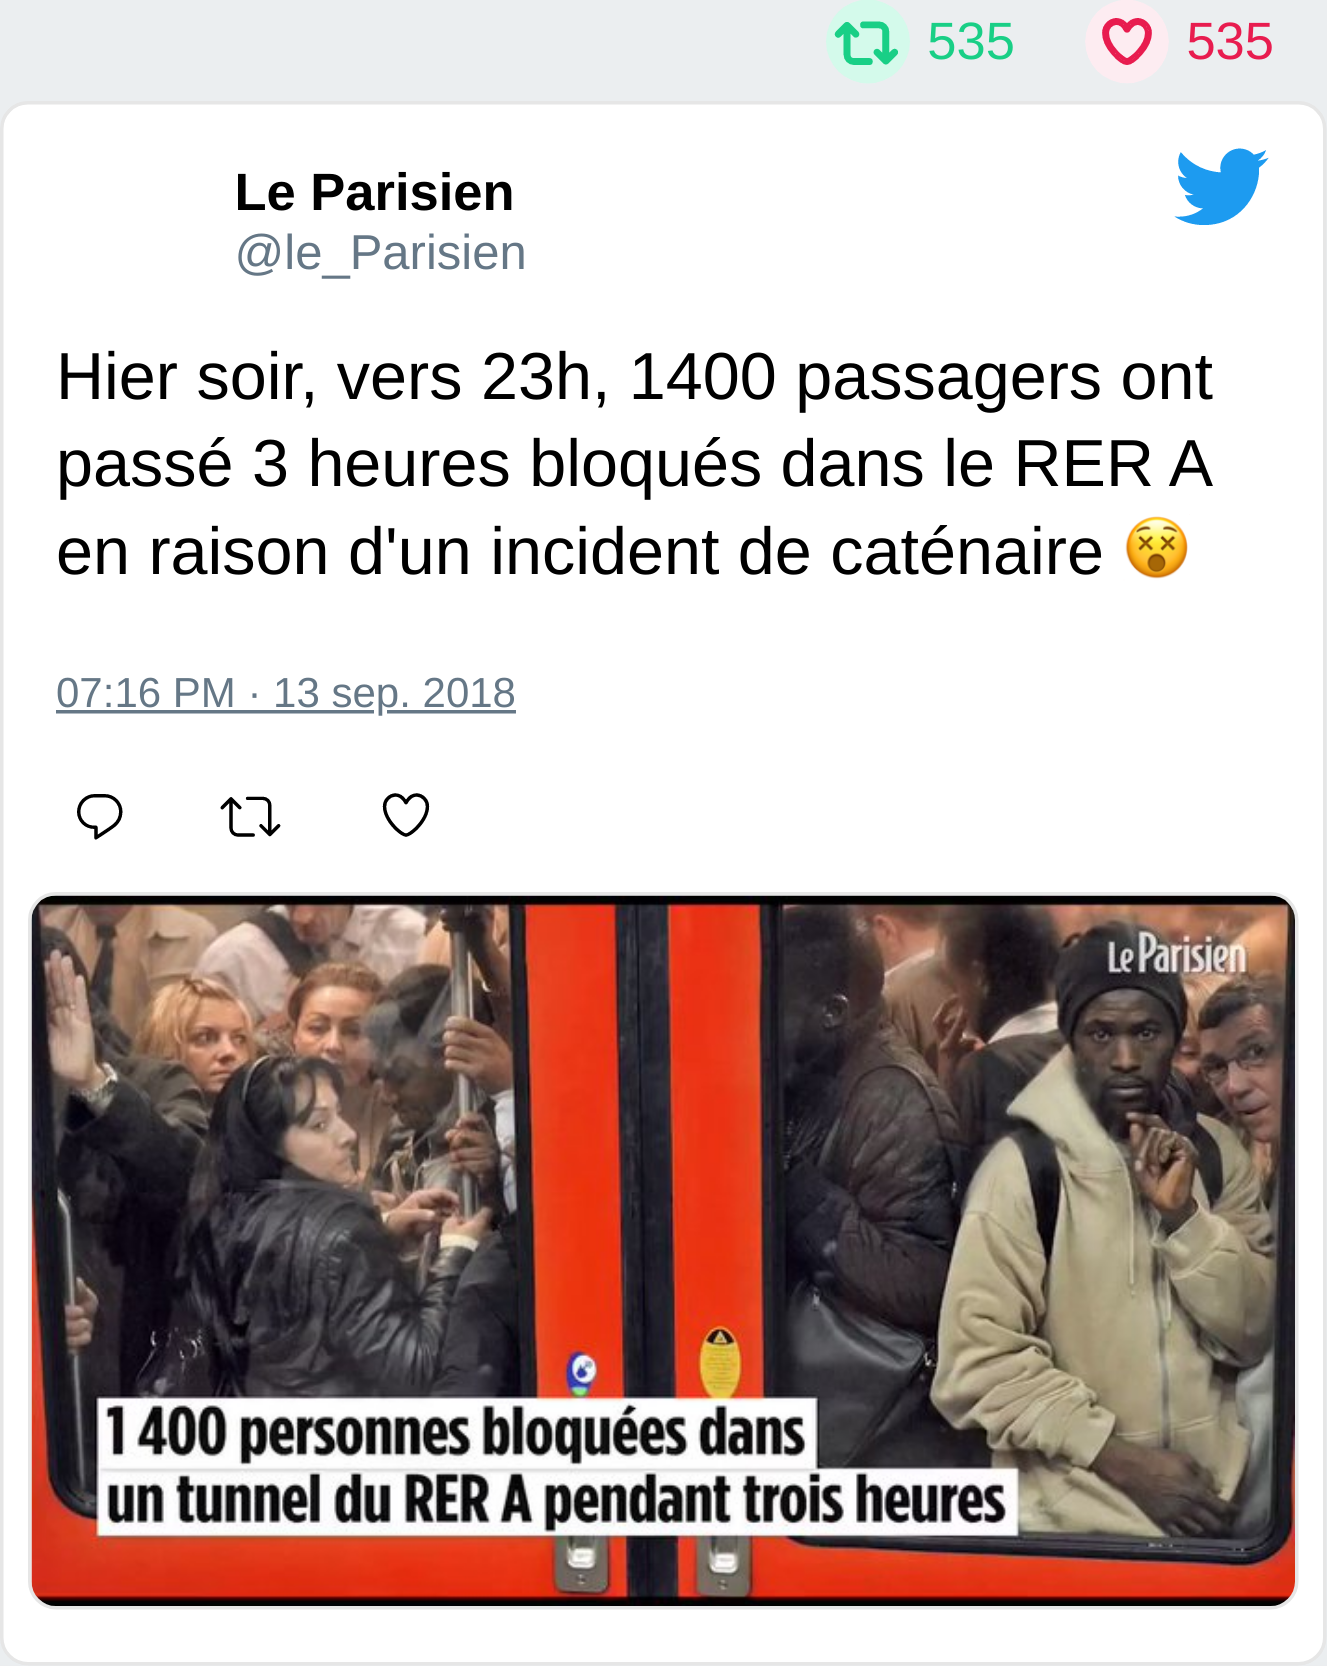 535 535
Le Parisien
@le_Parisien
Hier soir, vers 23h, 1400 passagers ont
passé 3 heures bloqués dans le RER A
en raison d'un incident de caténaire 😵
07:16 PM · 13 sep. 2018
Le Parisien
1 400 personnes bloquées dans
un tunnel du RER A pendant trois heures